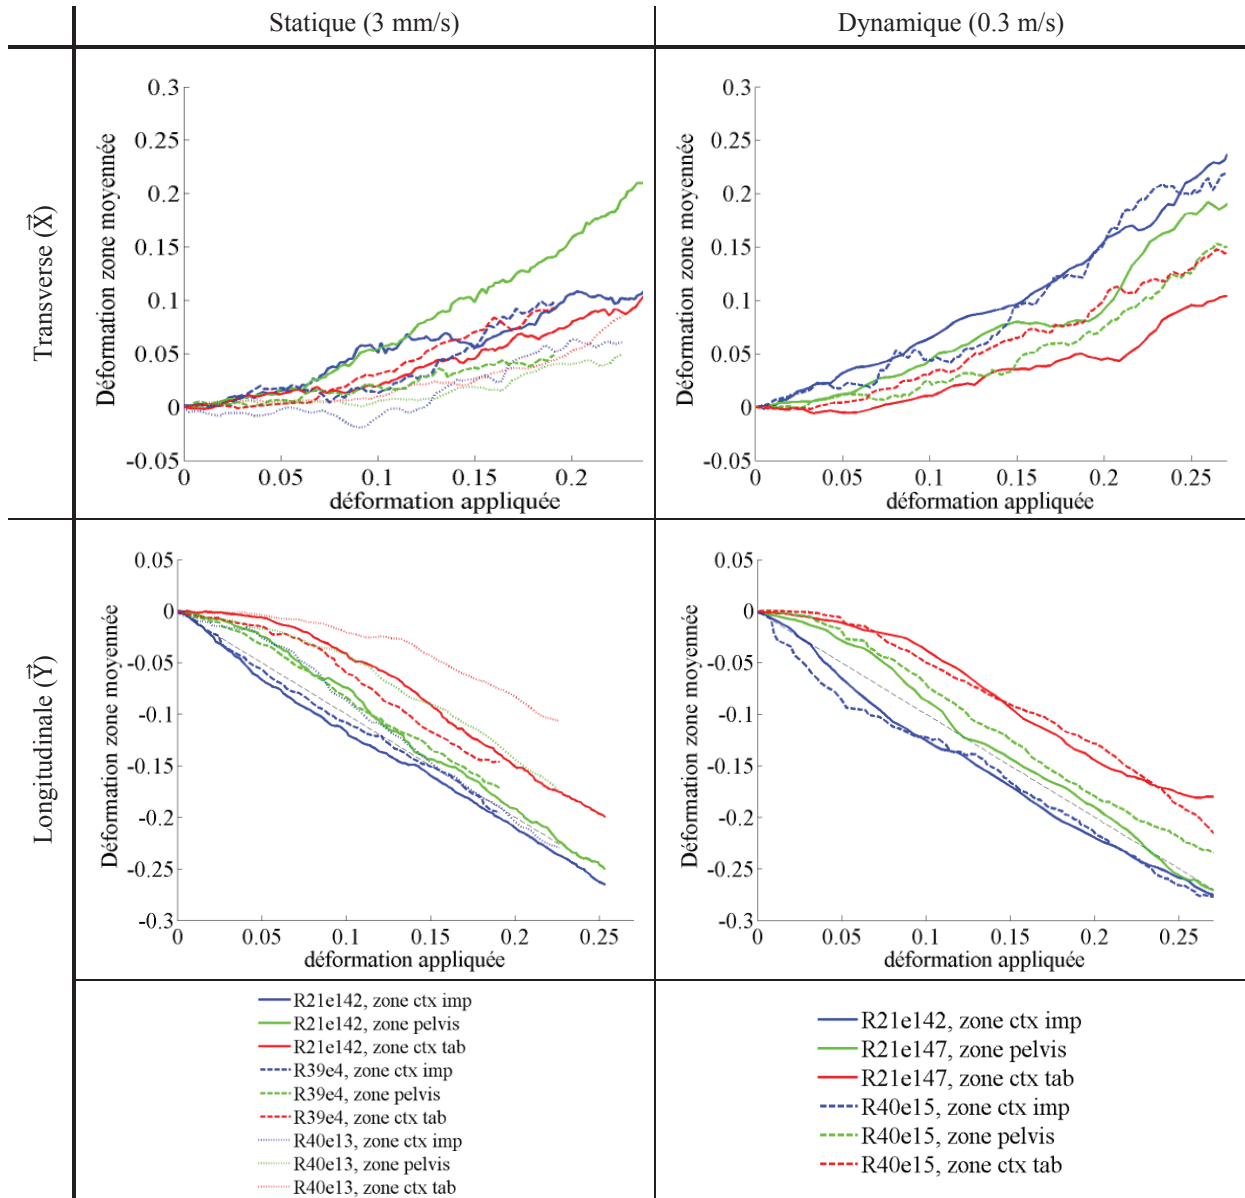 Statique (3 mm/s)
Dynamique (0.3 m/s)
Transverse (X)
Déformation zone moyennée
0.3
0.25
0.2
0.15
0.1
0.05
0
-0.05
0
0.05
0.1
0.15
0.2
déformation appliquée
Déformation zone moyennée
0.3
0.25
0.2
0.15
0.1
0.05
0
-0.05
0
0.05
0.1
0.15
0.2
0.25
déformation appliquée
Longitudinale (Y)
Déformation zone moyennée
0.05
0
-0.05
-0.1
-0.15
-0.2
-0.25
-0.3
0
0.05
0.1
0.15
0.2
0.25
déformation appliquée
Déformation zone moyennée
0.05
0
-0.05
-0.1
-0.15
-0.2
-0.25
-0.3
0
0.05
0.1
0.15
0.2
0.25
déformation appliquée
R21e142, zone ctx imp
R21e142, zone pelvis
R21e142, zone ctx tab
R39e4, zone ctx imp
R39e4, zone pelvis
R39e4, zone ctx tab
R40e13, zone ctx imp
R40e13, zone pelvis
R40e13, zone ctx tab
R21e142, zone ctx imp
R21e147, zone pelvis
R21e147, zone ctx tab
R40e15, zone ctx imp
R40e15, zone pelvis
R40e15, zone ctx tab